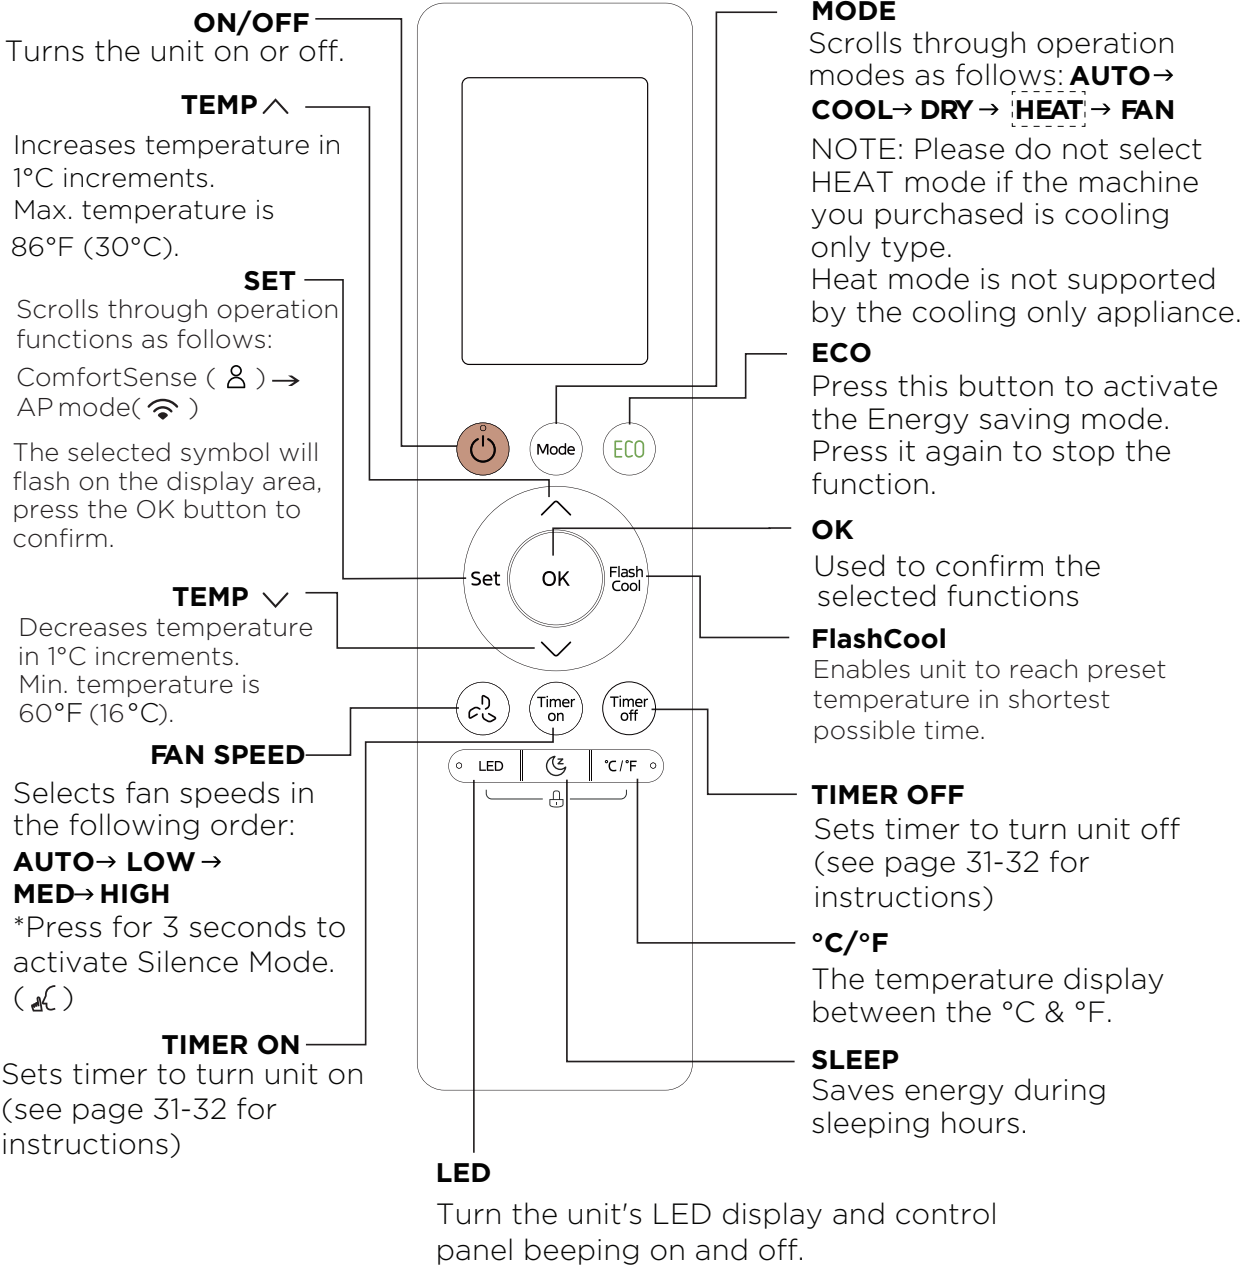 ON/OFF
Turns the unit on or off.
TEMP
Increases temperature in
1°C increments.
Max. temperature is
86°F (30°C).
SET
Scrolls through operation
functions as follows:
ComfortSense ( ) →
AP mode( )
The selected symbol will
flash on the display area,
press the OK button to
confirm.
TEMP
Decreases temperature
in 1°C increments.
Min. temperature is
60°F (16°C).
FAN SPEED
Selects fan speeds in
the following order:
AUTO→ LOW →
MED→ HIGH
*Press for 3 seconds to
activate Silence Mode.
( )
TIMER ON
Sets timer to turn unit on
(see page 31-32 for
instructions)
Mode
ECO
Set
OK
Flash
Cool
Timer
on
Timer
off
LED
°C/°F
LED
Turn the unit's LED display and control
panel beeping on and off.
MODE
Scrolls through operation
modes as follows: AUTO→
COOL→ DRY → HEAT → FAN
NOTE: Please do not select
HEAT mode if the machine
you purchased is cooling
only type.
Heat mode is not supported
by the cooling only appliance.
ECO
Press this button to activate
the Energy saving mode.
Press it again to stop the
function.
OK
Used to confirm the
selected functions
FlashCool
Enables unit to reach preset
temperature in shortest
possible time.
TIMER OFF
Sets timer to turn unit off
(see page 31-32 for
instructions)
°C/°F
The temperature display
between the °C & °F.
SLEEP
Saves energy during
sleeping hours.